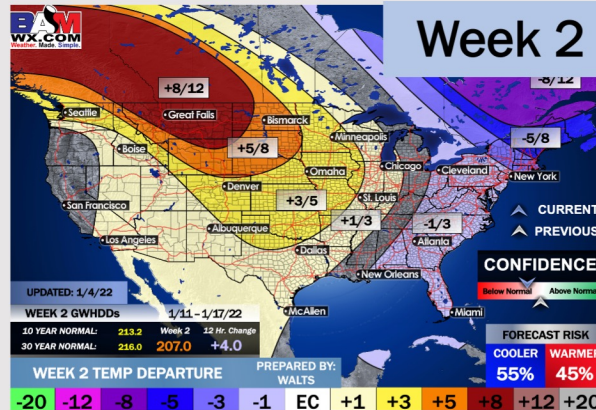 BAM
WX.COM
Weather. Made. Simple.
Week 2
-8/12
+8/12
Seattle
Great Falls
Bismarck
Minneapolis
-5/8
Boise
+5/8
Chicago
Cleveland
New York
Omaha
Denver
St. Louis
San Francisco
+3/5
+1/3
-1/3
CURRENT
PREVIOUS
Albuquerque
Atlanta
Los Angeles
Dallas
CONFIDENCE
New Orleans
Below Normal Above Norma
UPDATED: 1/4/22
McAllen
Miami
WEEK 2 GWHDDs 1/11 – 1/17/22
10 YEAR NORMAL: 213.2 Week 2 12 Hr. Change
30 YEAR NORMAL: 216.0 207.0 +4.0
FORECAST RISK
COOLER WARME
55% 45%
WEEK 2 TEMP DEPARTURE
PREPARED BY:
WALTS
-20 -12 -8 -5 -3 -1 EC +1 +3 +5 +8 +12 +20